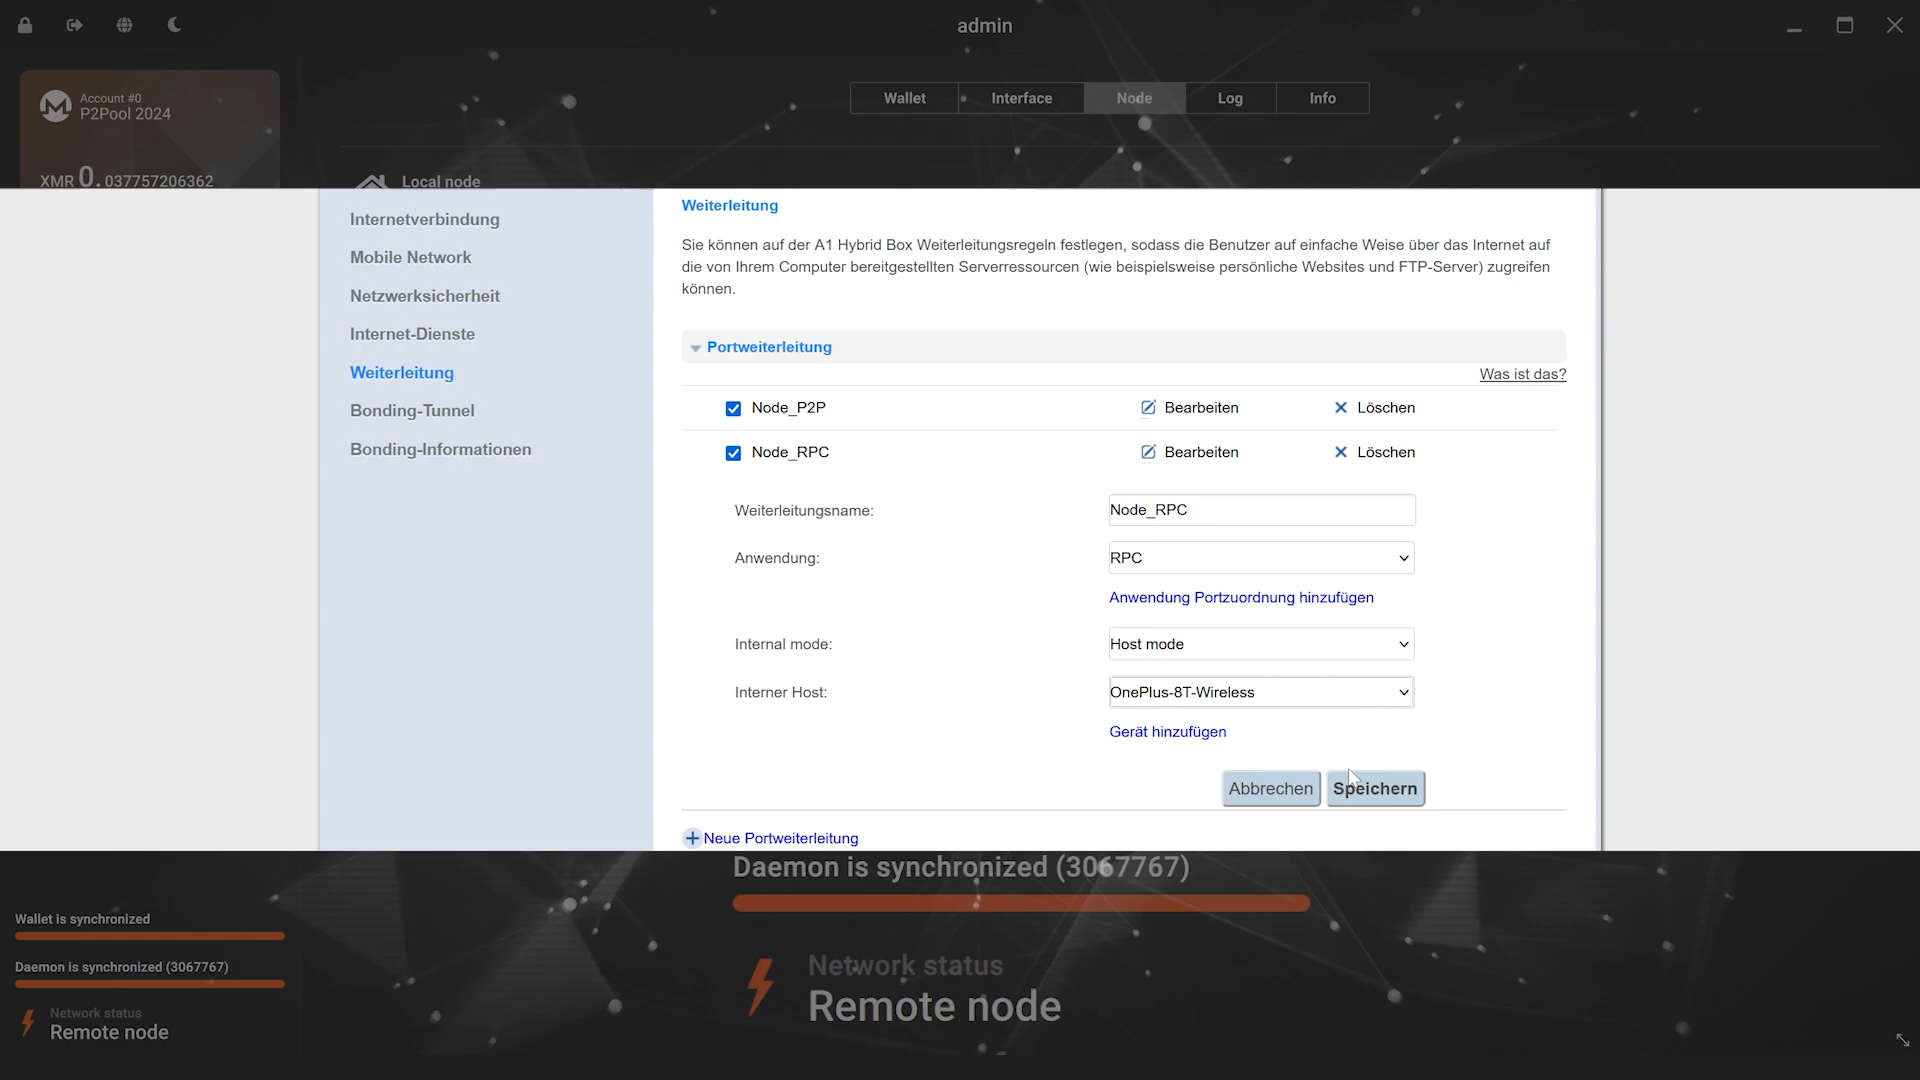 admin
Account #0
P2Pool 2024
XMR 0.037757206362
Wallet
Interface
Node
Log
Info
Local node
Internetverbindung
Mobile Network
Netzwerksicherheit
Internet-Dienste
Weiterleitung
Bonding-Tunnel
Bonding-Informationen
Weiterleitung
Sie können auf der A1 Hybrid Box Weiterleitungsregeln festlegen, sodass die Benutzer auf einfache Weise über das Internet auf
die von Ihrem Computer bereitgestellten Serverressourcen (wie beispielsweise persönliche Websites und FTP-Server) zugreifen
können.
Portweiterleitung
Was ist das?
Node_P2P Bearbeiten Löschen
Node_RPC Bearbeiten Löschen
Weiterleitungsname: Node_RPC
Anwendung: RPC
Anwendung Portzuordnung hinzufügen
Internal mode: Host mode
Interner Host: OnePlus-8T-Wireless
Gerät hinzufügen
Abbrechen Speichern
Neue Portweiterleitung
Daemon is synchronized (3067767)
Network status
Remote node
Wallet is synchronized
Daemon is synchronized (3067767)
Network status
Remote node